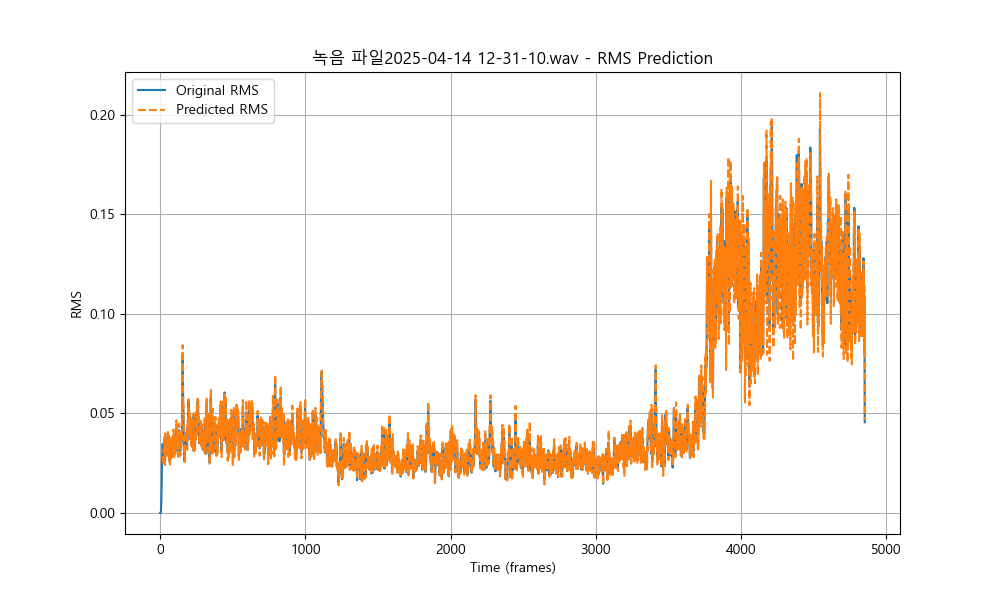 녹음 파일2025-04-14 12-31-10.wav - RMS Prediction
Original RMS
Predicted RMS
RMS
0.20
0.15
0.10
0.05
0.00
0 1000 2000 3000 4000 5000
Time (frames)